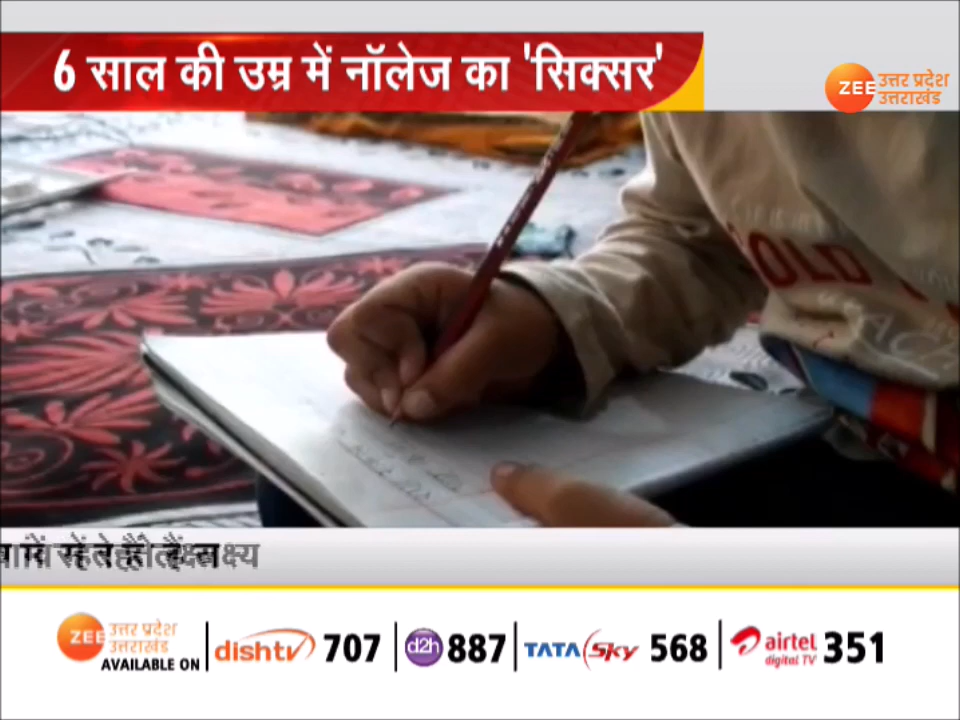 6 साल की उम्र में नॉलेज का 'सिक्सर'
ZEE उत्तर प्रदेश
उत्तराखंड
OLD
ZEE उत्तर प्रदेश
उत्तराखंड
AVAILABLE ON
dishtv 707
d2h 887
TATA Sky 568
airtel
digital TV 351